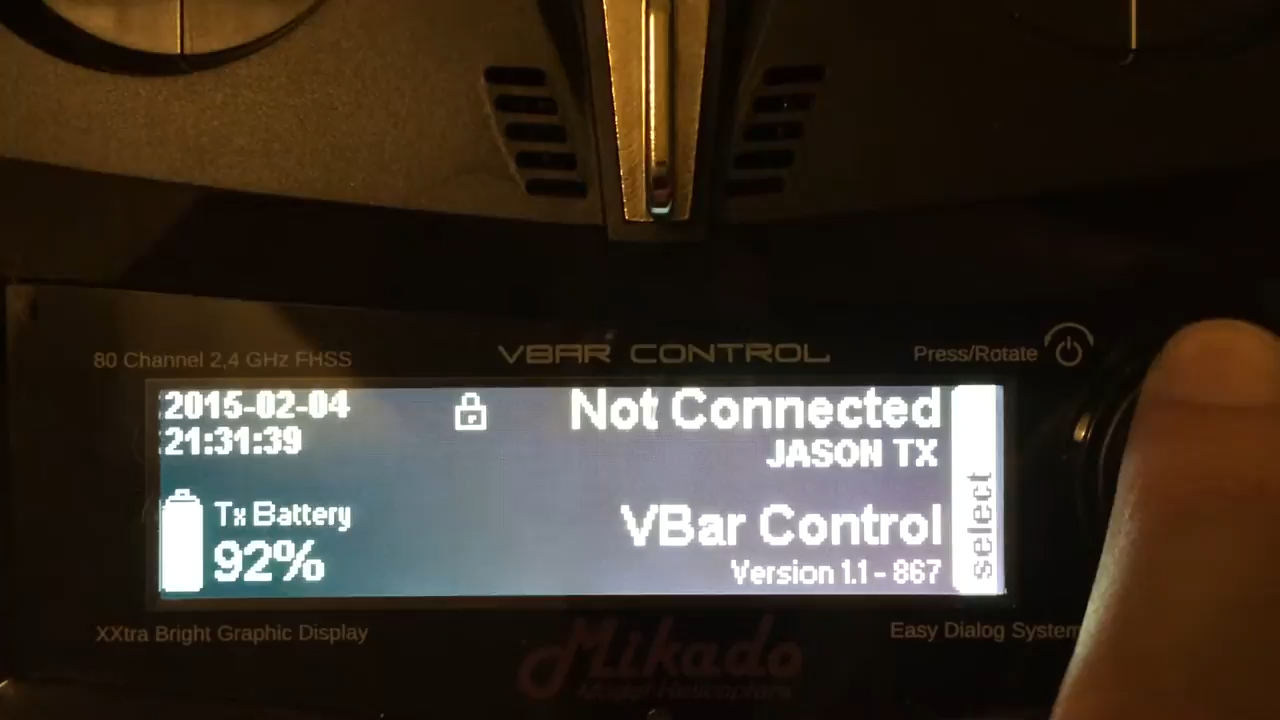 80 Channel 2,4 GHz FHSS
VBAR CONTROL
Press/Rotate
2015-02-04
21:31:39
Not Connected
JASON TX
Tx Battery
92%
VBar Control
Version 1.1 - 867
select
XXtra Bright Graphic Display
Easy Dialog System
Mikado
Model Helicopters